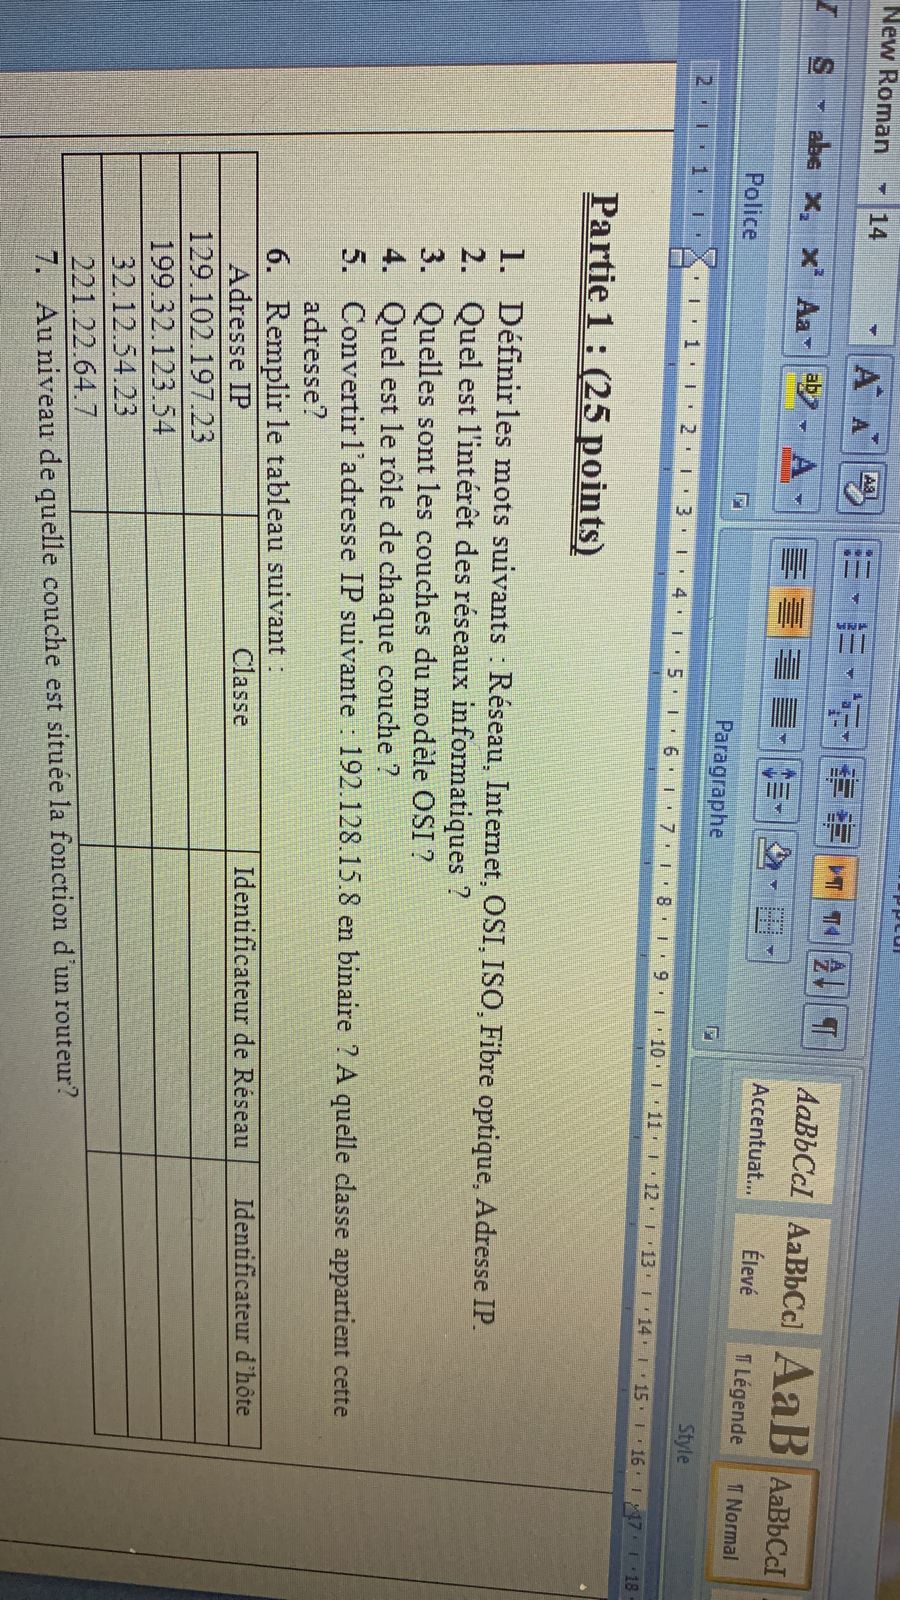 New Roman 14 A A Aa
I S abc X₂ X² Aa ab A A Z ¶
AaBbCcI AaBbCcl AaB AaBbCcI
Accentuat... Élevé ¶ Légende ¶ Normal
Police Paragraphe Style
2 1 1 2 3 4 5 6 7 8 9 10 11 12 13 14 15 16 17 18
Partie 1 : (25 points)
1. Définir les mots suivants : Réseau, Internet, OSI, ISO, Fibre optique, Adresse IP.
2. Quel est l'intérêt des réseaux informatiques ?
3. Quelles sont les couches du modèle OSI ?
4. Quel est le rôle de chaque couche ?
5. Convertir l'adresse IP suivante : 192.128.15.8 en binaire ? A quelle classe appartient cette
adresse?
6. Remplir le tableau suivant :
Adresse IP Classe Identificateur de Réseau Identificateur d'hôte
129.102.197.23
199.32.123.54
32.12.54.23
221.22.64.7
7. Au niveau de quelle couche est située la fonction d'un routeur?